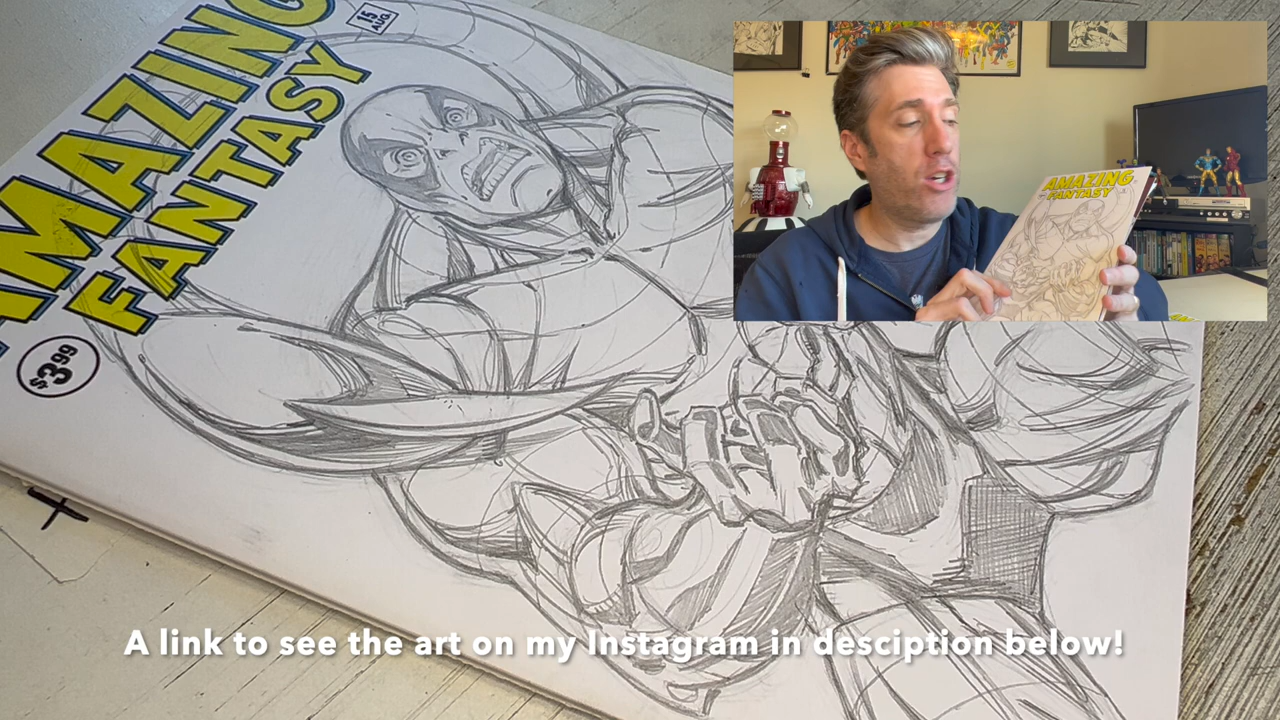 AMAZING
FANTASY
15
AUG.
$3.99
A link to see the art on my Instagram in desciption below!
AMAZING
FANTASY